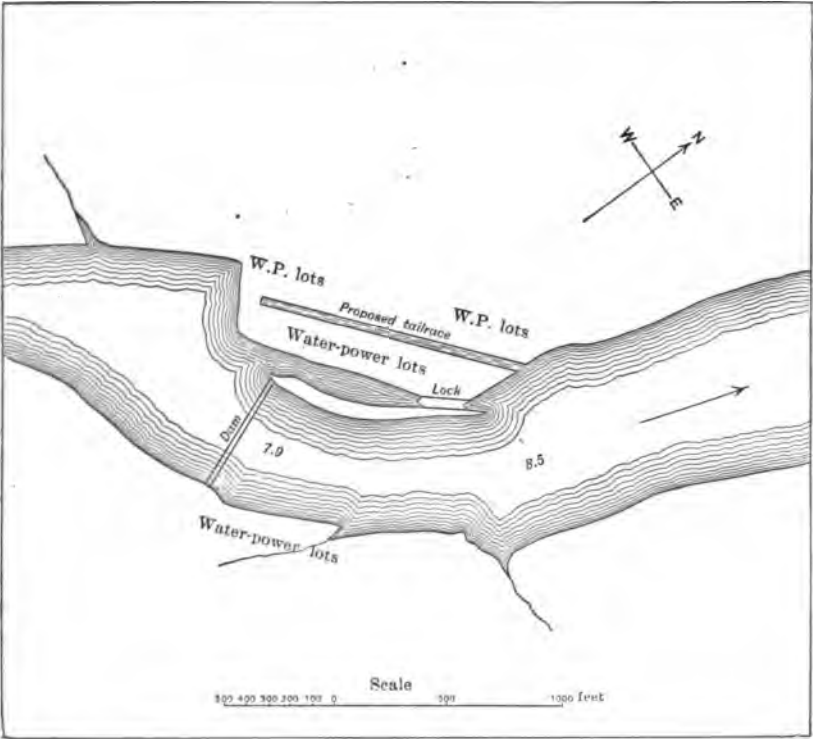 W
N
E
W.P. lots
Proposed tailrace
W.P. lots
Water-power lots
Lock
Dam
7.9
8.5
Water-power lots
Scale
500 400 300 200 100 0 500 1000 feet